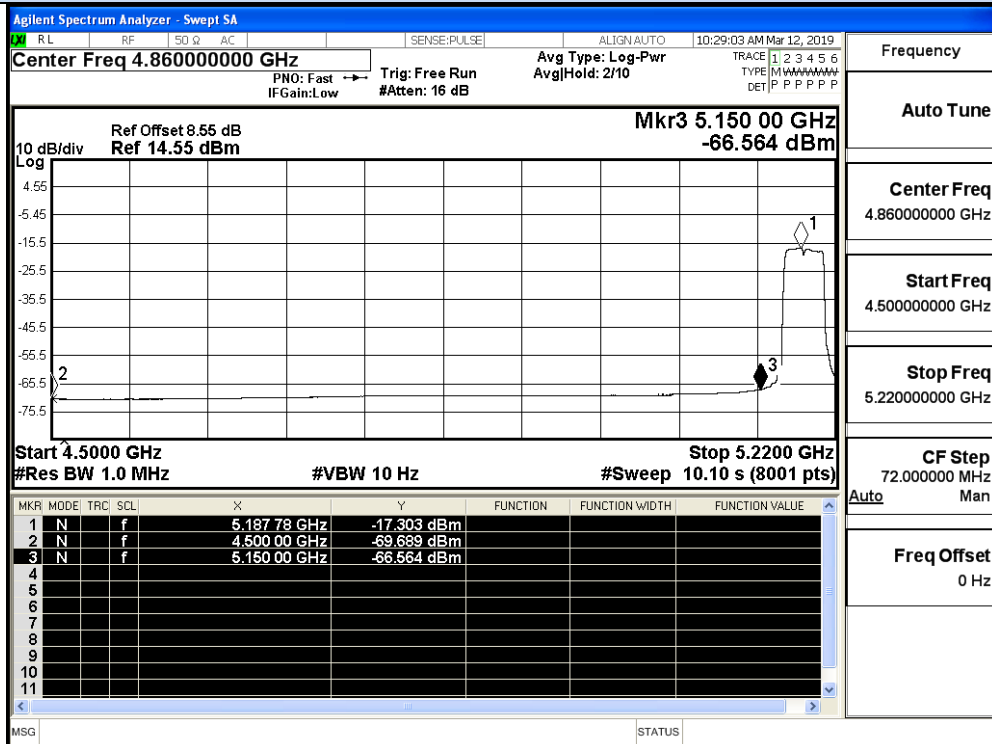 Agilent Spectrum Analyzer - Swept SA
LXI RL RF 50 Ω AC SENSE:PULSE ALIGN AUTO 10:29:03 AM Mar 12, 2019
Center Freq 4.860000000 GHz
PNO: Fast
IFGain:Low
Trig: Free Run
#Atten: 16 dB
Avg Type: Log-Pwr
Avg|Hold: 2/10
TRACE 1 2 3 4 5 6
TYPE M W W W W W
DET P P P P P P
Mkr3 5.150 00 GHz
-66.564 dBm
Ref Offset 8.55 dB
10 dB/div Ref 14.55 dBm
Log
4.55
-5.45
-15.5
-25.5
-35.5
-45.5
-55.5
-65.5
-75.5
1
2
3
Start 4.5000 GHz Stop 5.2200 GHz
#Res BW 1.0 MHz #VBW 10 Hz #Sweep 10.10 s (8001 pts)
MKR MODE TRC SCL X Y FUNCTION FUNCTION WIDTH FUNCTION VALUE
1 N f 5.187 78 GHz -17.303 dBm
2 N f 4.500 00 GHz -69.689 dBm
3 N f 5.150 00 GHz -66.564 dBm
4
5
6
7
8
9
10
11
MSG STATUS
Frequency
Auto Tune
Center Freq
4.860000000 GHz
Start Freq
4.500000000 GHz
Stop Freq
5.220000000 GHz
CF Step
72.000000 MHz
Auto Man
Freq Offset
0 Hz